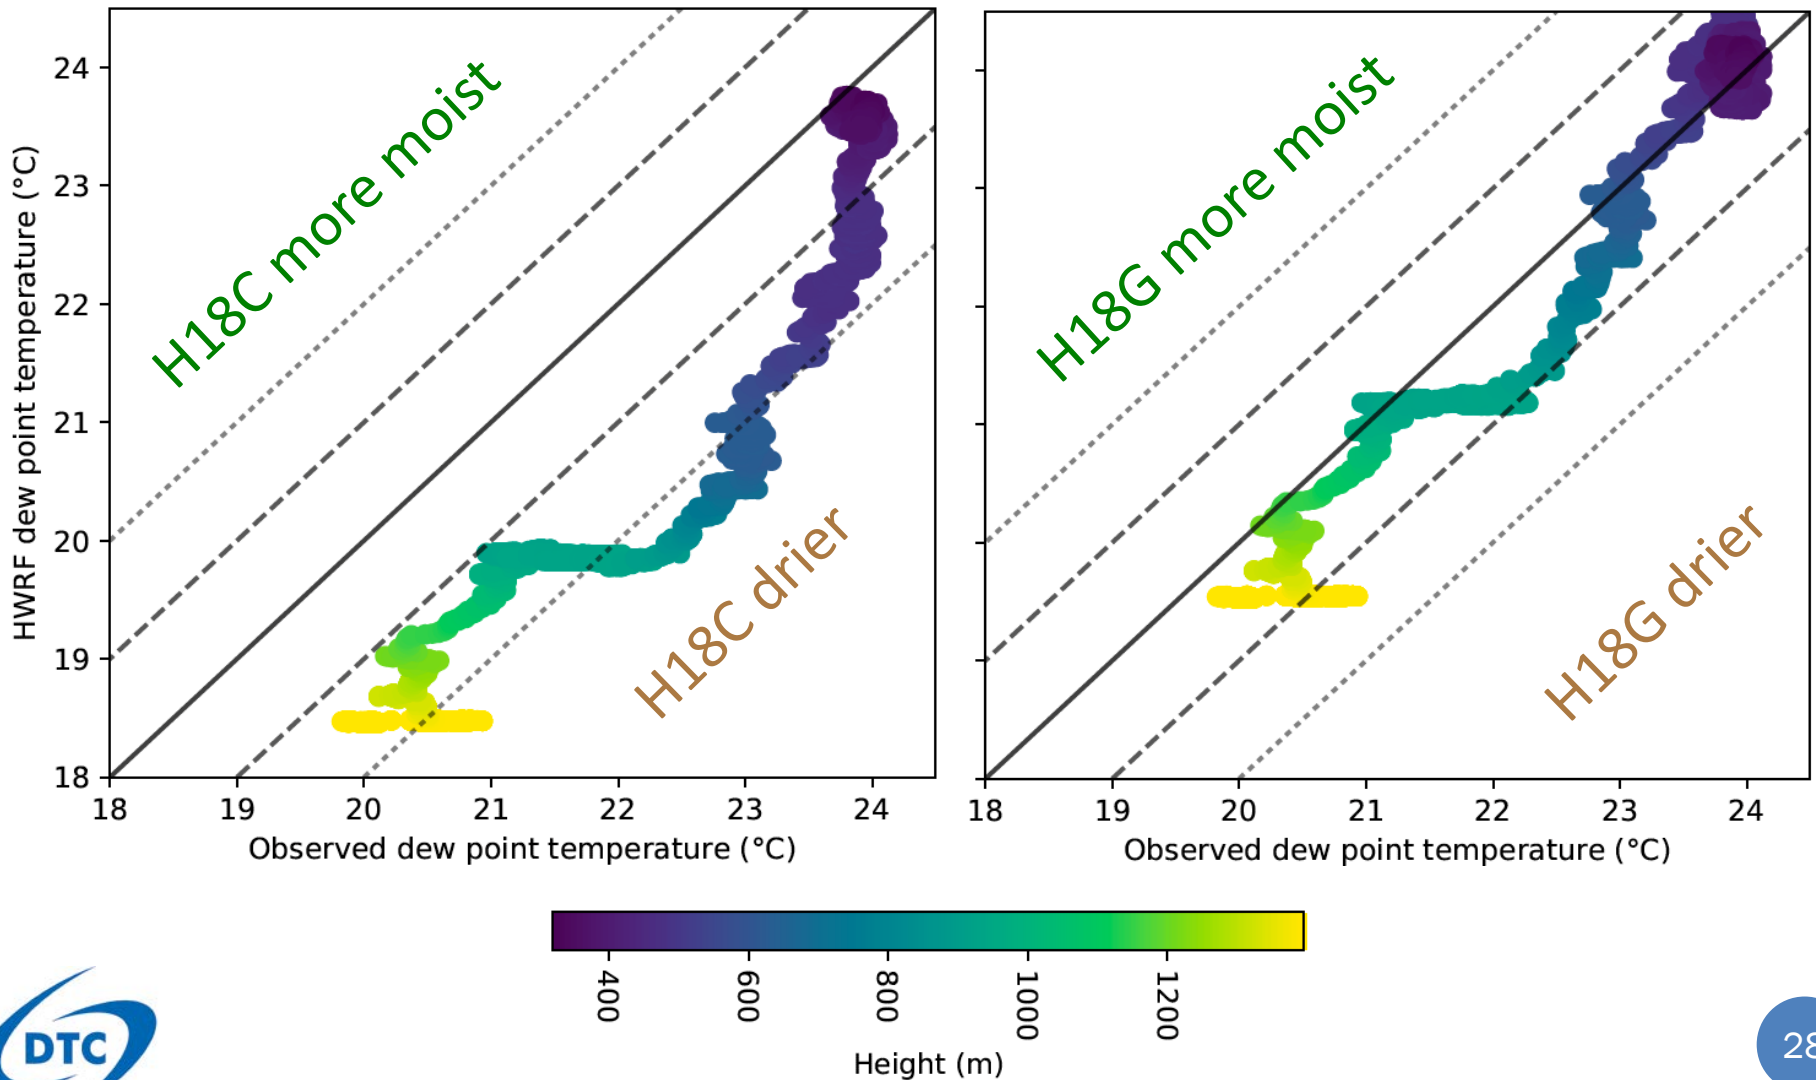 H18C more moist
H18C drier
HWRF dew point temperature (°C)
24
23
22
21
20
19
18
18 19 20 21 22 23 24
Observed dew point temperature (°C)
H18G more moist
H18G drier
18 19 20 21 22 23 24
Observed dew point temperature (°C)
400 600 800 1000 1200
Height (m)
DTC
28